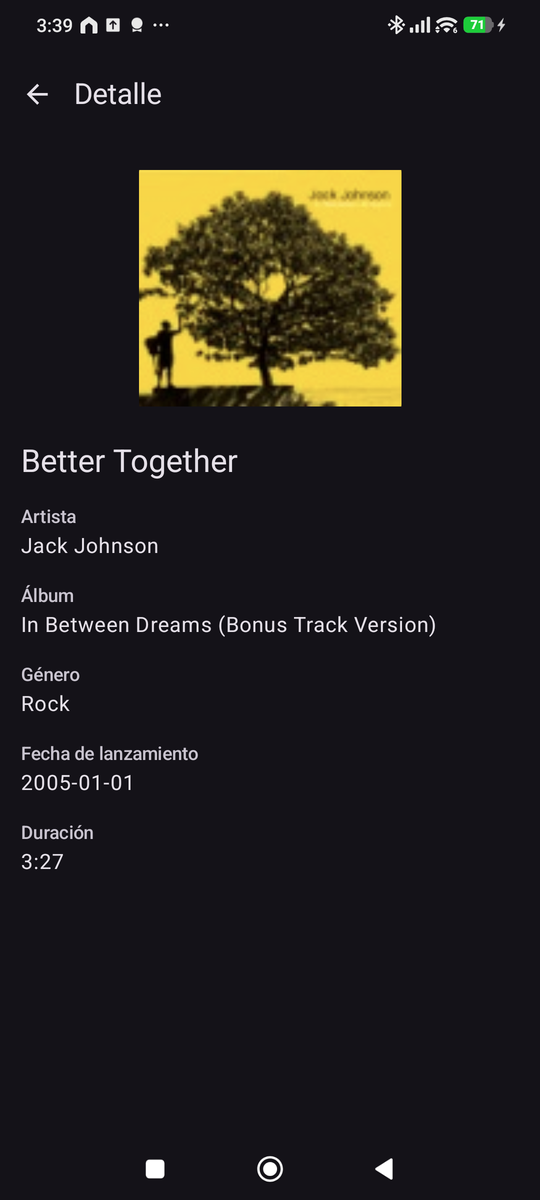 3:39
71
Detalle
Jack Johnson
Better Together
Artista
Jack Johnson
Álbum
In Between Dreams (Bonus Track Version)
Género
Rock
Fecha de lanzamiento
2005-01-01
Duración
3:27